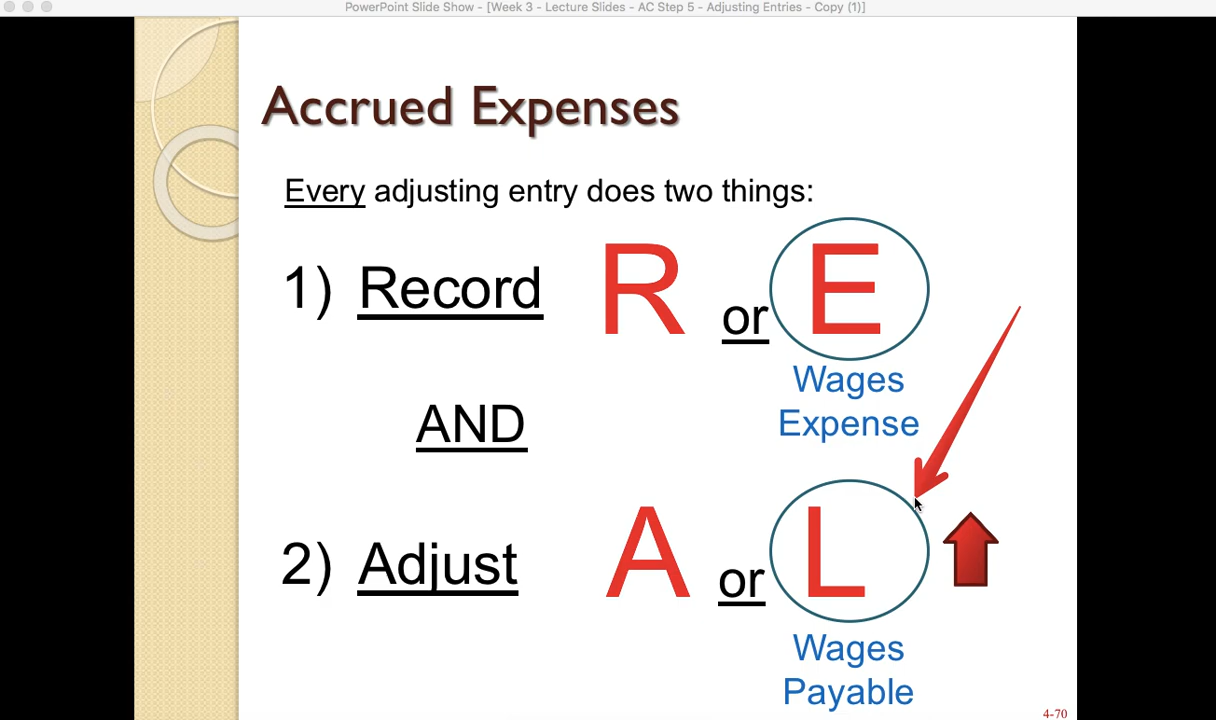 PowerPoint Slide Show - [Week 3 - Lecture Slides - AC Step 5 - Adjusting Entries - Copy (1)]
Accrued Expenses
Every adjusting entry does two things:
1) Record R or E
Wages
Expense
AND
2) Adjust A or L
Wages
Payable
4-70